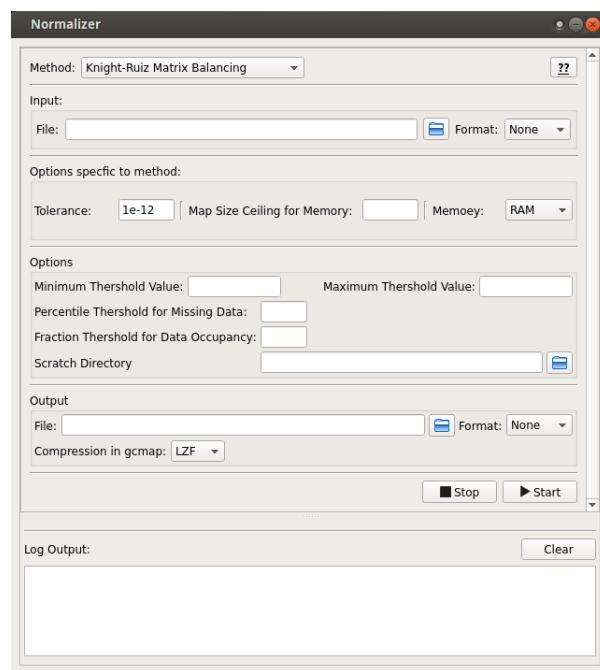 Normalizer
Method: Knight-Ruiz Matrix Balancing ??
Input:
File: Format: None
Options specfic to method:
Tolerance: 1e-12 Map Size Ceiling for Memory: Memoey: RAM
Options
Minimum Thershold Value: Maximum Thershold Value:
Percentile Thershold for Missing Data:
Fraction Thershold for Data Occupancy:
Scratch Directory
Output
File: Format: None
Compression in gcmap: LZF
Stop Start
Log Output: Clear